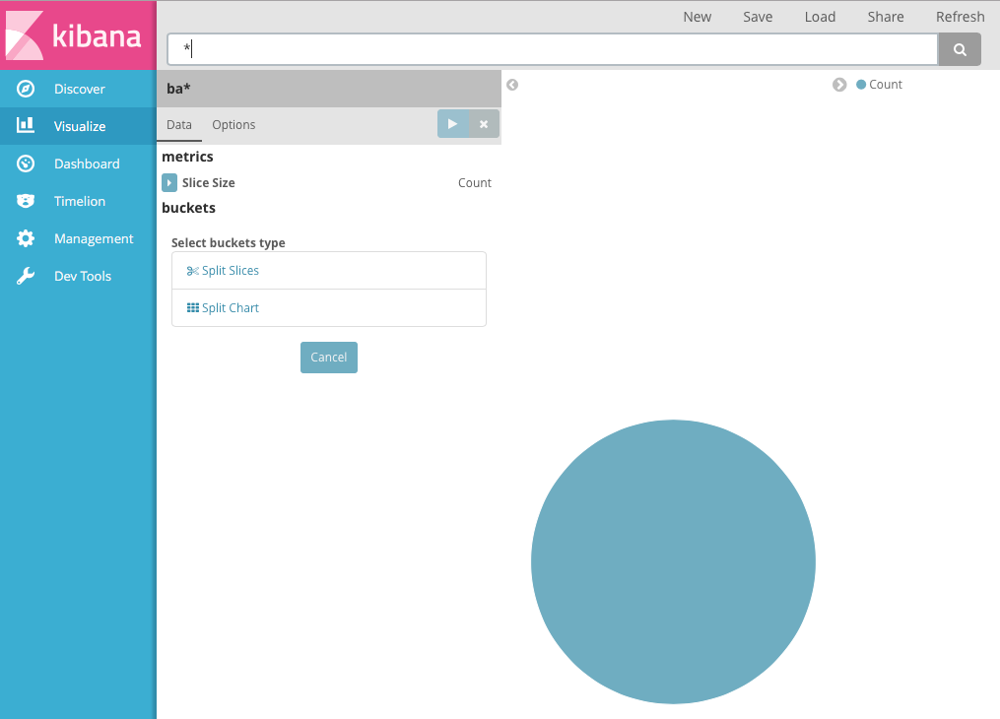 kibana
New Save Load Share Refresh
*
Discover
Visualize
Dashboard
Timelion
Management
Dev Tools
ba*
Data Options
metrics
Slice Size Count
buckets
Select buckets type
Split Slices
Split Chart
Cancel
Count